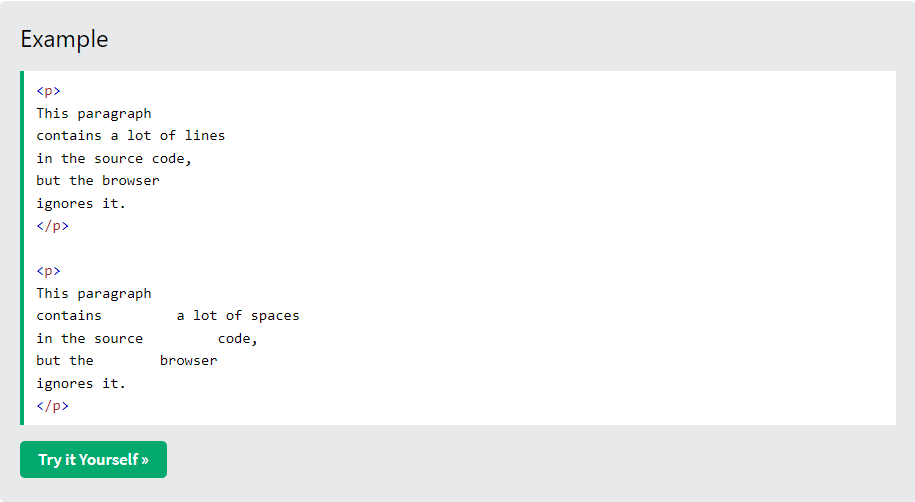 Example
<p>
This paragraph
contains a lot of lines
in the source code,
but the browser
ignores it.
</p>
<p>
This paragraph
contains         a lot of spaces
in the source         code,
but the        browser
ignores it.
</p>
Try it Yourself »